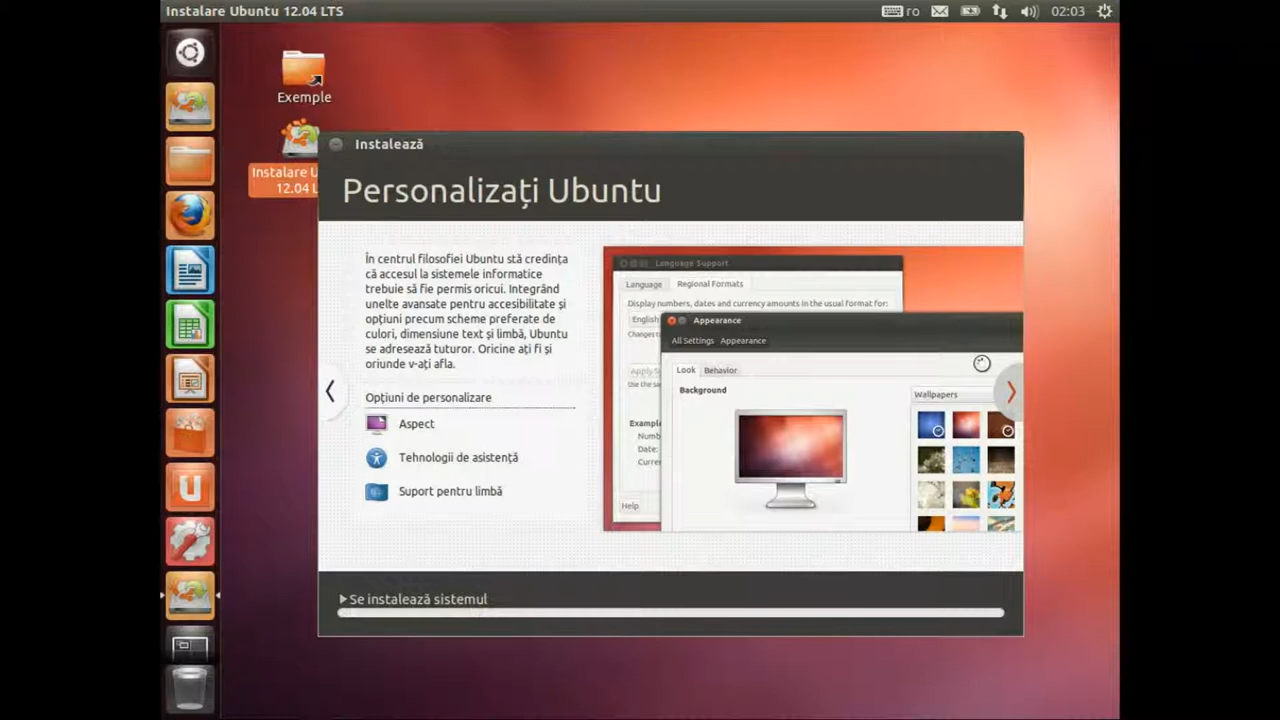 Instalare Ubuntu 12.04 LTS
ro
02:03
Exemple
Instalare U
12.04 L
Instalează
Personalizați Ubuntu
În centrul filosofiei Ubuntu stă credința
că accesul la sistemele informatice
trebuie să fie permis oricui. Integrând
unelte avansate pentru accesibilitate și
opțiuni precum scheme preferate de
culori, dimensiune text și limbă, Ubuntu
se adresează tuturor. Oricine ați fi și
oriunde v-ați afla.
Opțiuni de personalizare
Aspect
Tehnologii de asistență
Suport pentru limbă
Language Support
Language Regional Formats
Display numbers, dates and currency amounts in the usual format for:
English
Changes
Apply S
Use the sa
Example
Numb
Date:
Curre
Help
Appearance
All Settings Appearance
Look Behavior
Background
Wallpapers
Se instalează sistemul